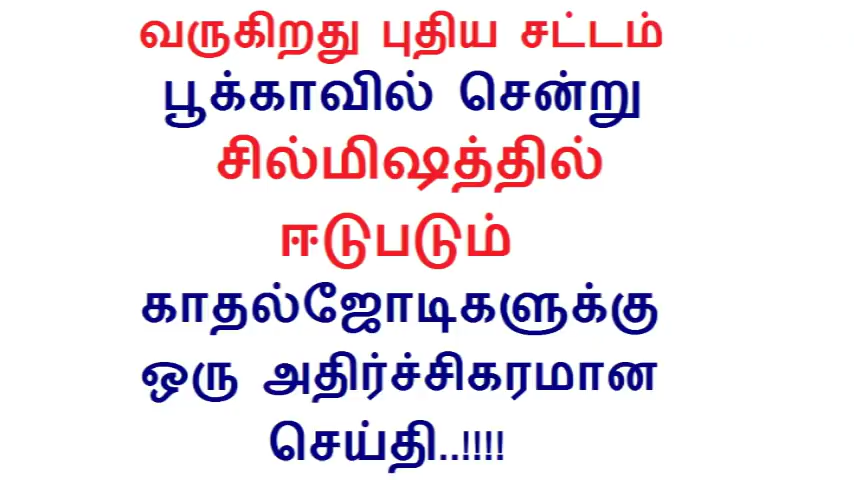 வருகிறது புதிய சட்டம்
பூக்காவில் சென்று
சில்மிஷத்தில்
ஈடுபடும்
காதல்ஜோடிகளுக்கு
ஒரு அதிர்ச்சிகரமான
செய்தி..!!!!